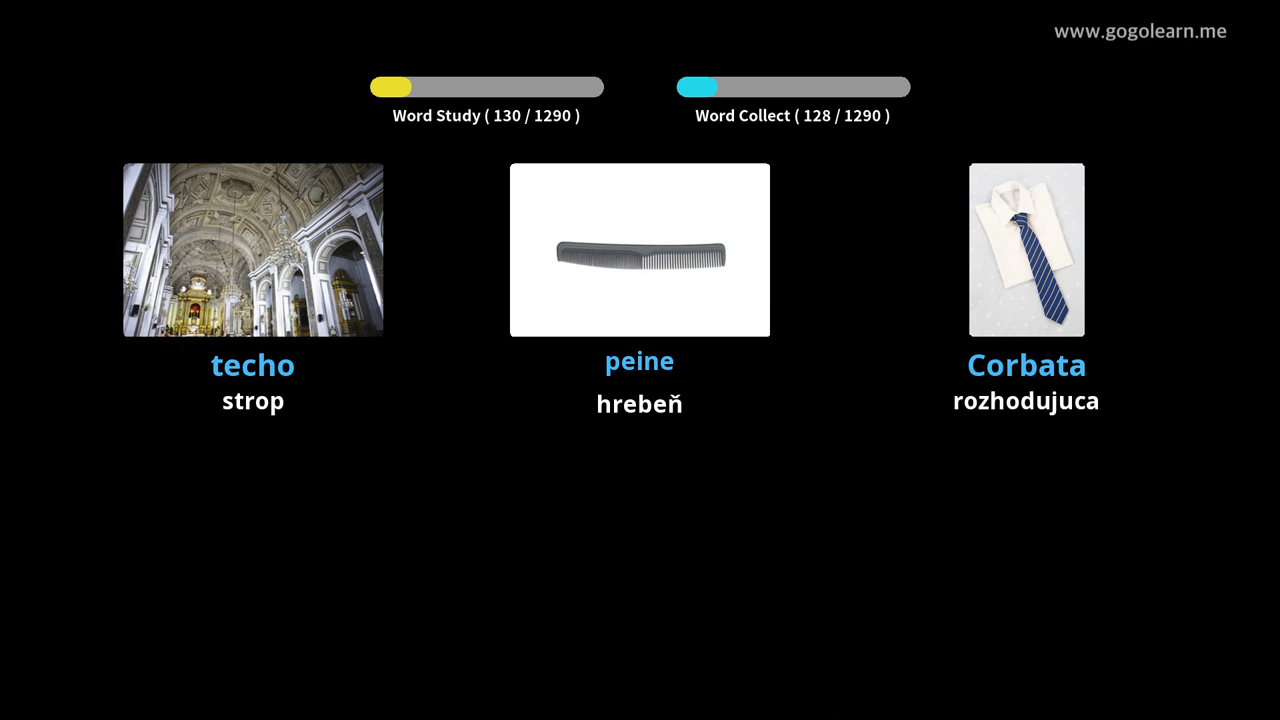 www.gogolearn.me
Word Study ( 130 / 1290 )
Word Collect ( 128 / 1290 )
techo
strop
peine
hrebeň
Corbata
rozhodujuca